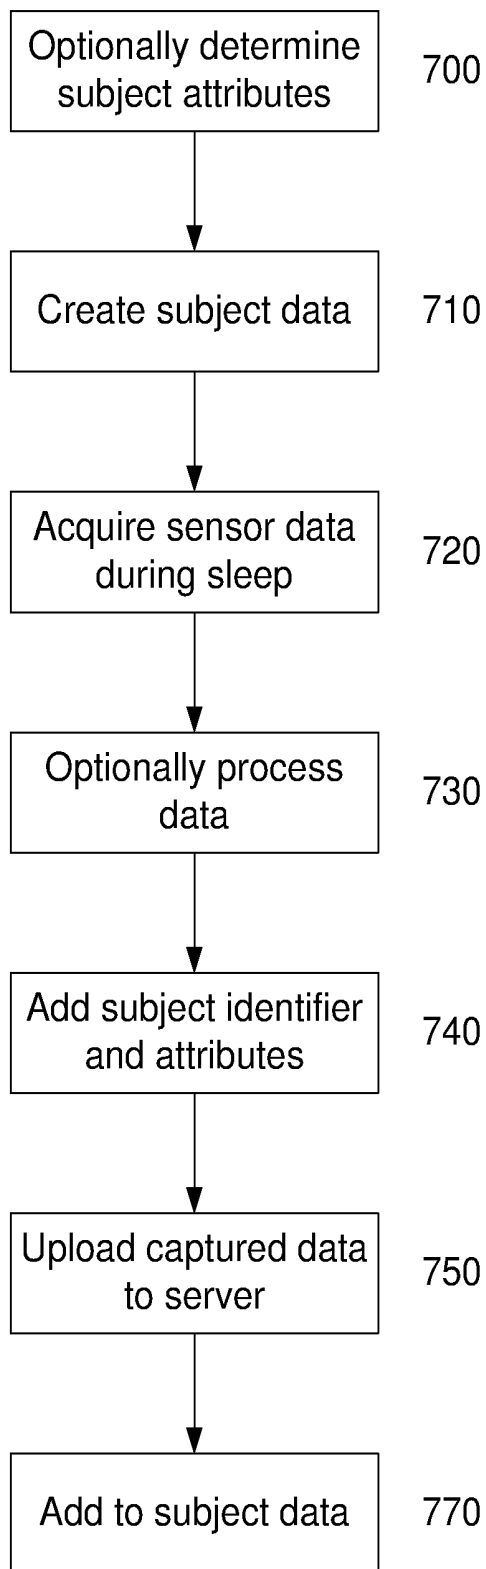 Optionally determine
subject attributes
700
Create subject data
710
Acquire sensor data
during sleep
720
Optionally process
data
730
Add subject identifier
and attributes
740
Upload captured data
to server
750
Add to subject data
770